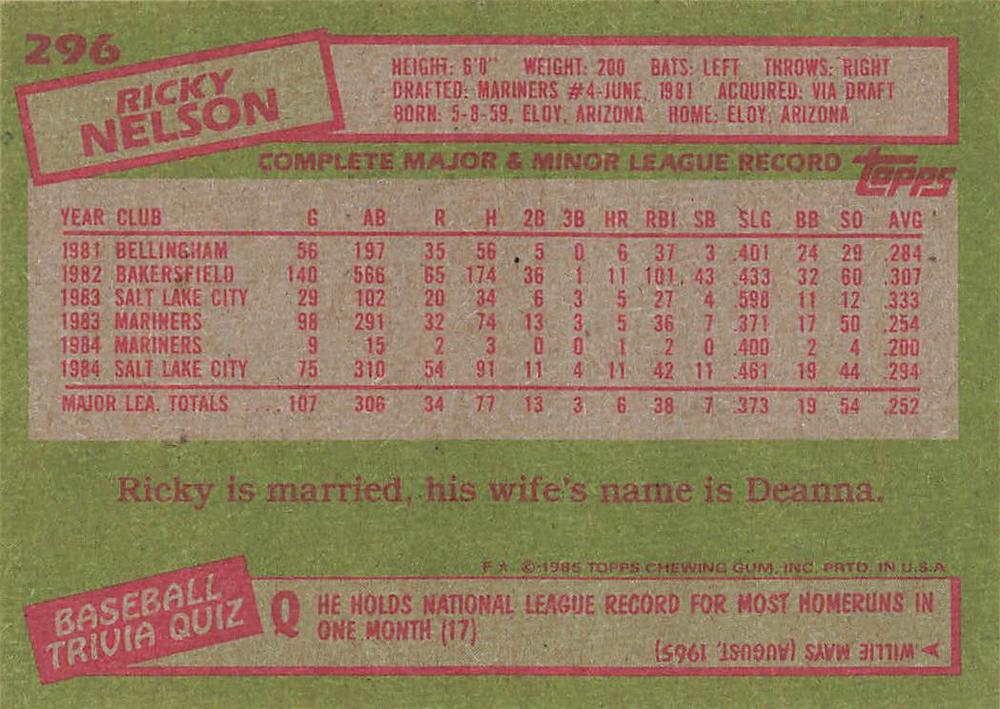 296
RICKY
NELSON
HEIGHT: 6'0" WEIGHT: 200 BATS: LEFT THROWS: RIGHT
DRAFTED: MARINERS #4-JUNE, 1981 ACQUIRED: VIA DRAFT
BORN: 5-8-59, ELOY, ARIZONA HOME: ELOY, ARIZONA
COMPLETE MAJOR & MINOR LEAGUE RECORD topps
YEAR CLUB G AB R H 2B 3B HR RBI SB SLG BB SO AVG
1981 BELLINGHAM 56 197 35 56 5 0 6 37 3 .401 24 29 .284
1982 BAKERSFIELD 140 566 65 174 36 1 11 101 43 .433 32 60 .307
1983 SALT LAKE CITY 29 102 20 34 6 3 5 27 4 .598 11 12 .333
1983 MARINERS 98 291 32 74 13 3 5 36 7 .371 17 50 .254
1984 MARINERS 9 15 2 3 0 0 1 2 0 .400 2 4 .200
1984 SALT LAKE CITY 75 310 54 91 11 4 11 42 11 .461 19 44 .294
MAJOR LEA. TOTALS .... 107 306 34 77 13 3 6 38 7 .373 19 54 .252
Ricky is married, his wife's name is Deanna.
F ★ © 1985 TOPPS CHEWING GUM, INC. PRTD. IN U.S.A
BASEBALL
TRIVIA QUIZ
Q HE HOLDS NATIONAL LEAGUE RECORD FOR MOST HOMERUNS IN
ONE MONTH (17)
A WILLIE MAYS (AUGUST, 1965)